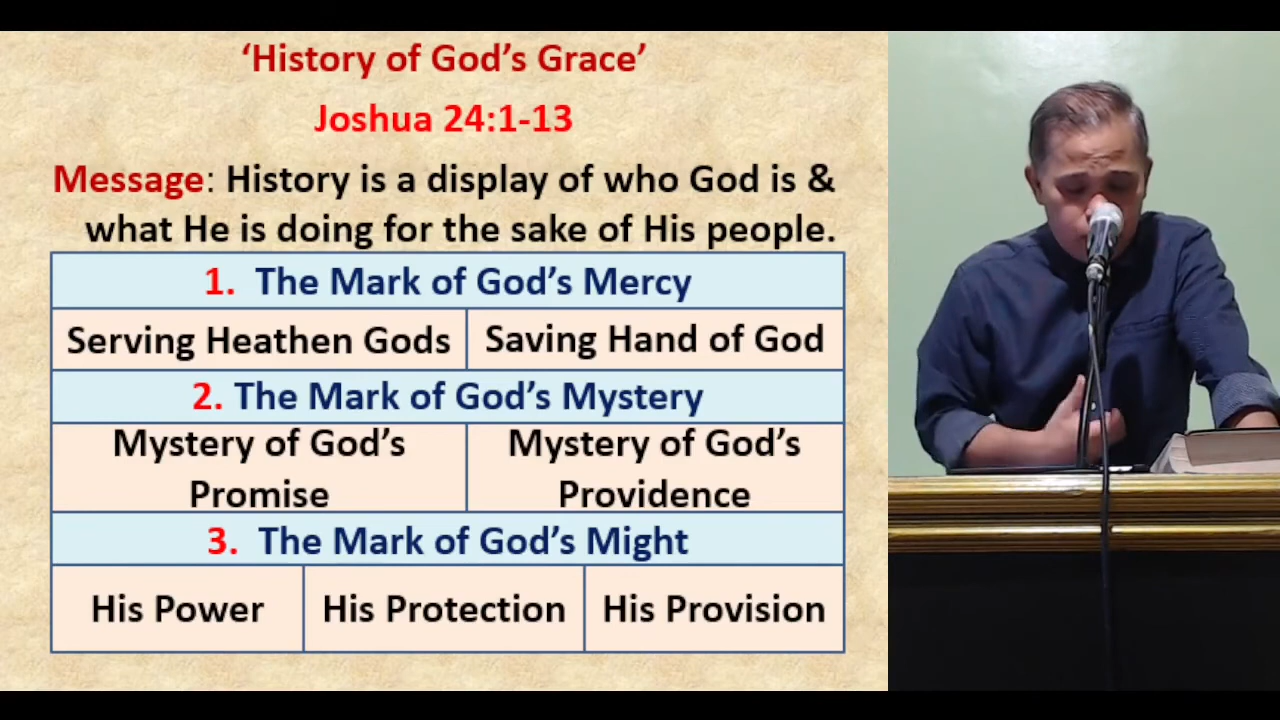 ‘History of God’s Grace’
Joshua 24:1-13
Message: History is a display of who God is &
what He is doing for the sake of His people.
1. The Mark of God’s Mercy
Serving Heathen Gods
Saving Hand of God
2. The Mark of God’s Mystery
Mystery of God’s
Promise
Mystery of God’s
Providence
3. The Mark of God’s Might
His Power
His Protection
His Provision